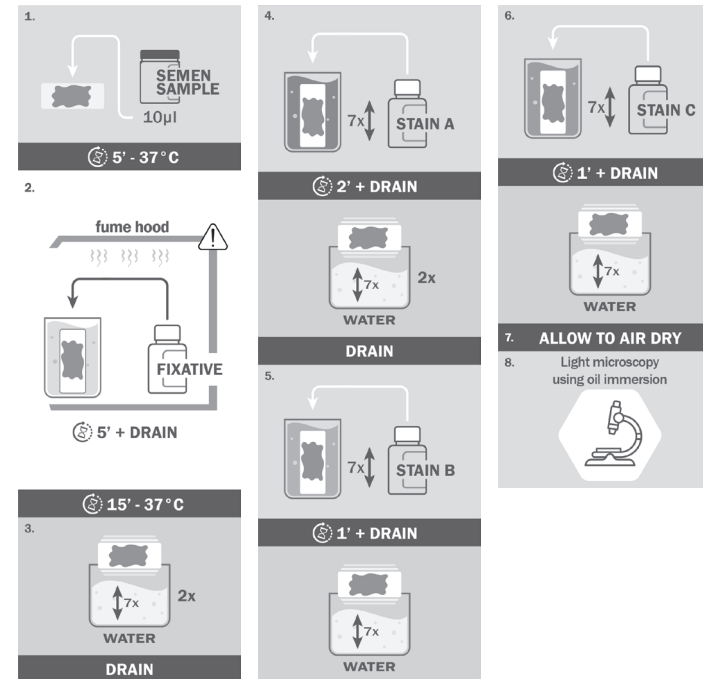 1.
SEMEN
SAMPLE
10µl
5' - 37°C
2.
fume hood
!
FIXATIVE
5' + DRAIN
15' - 37°C
3.
7x
2x
WATER
DRAIN
4.
7x
STAIN A
2' + DRAIN
7x
2x
WATER
DRAIN
5.
7x
STAIN B
1' + DRAIN
7x
WATER
6.
7x
STAIN C
1' + DRAIN
7x
WATER
7. ALLOW TO AIR DRY
8.
Light microscopy
using oil immersion